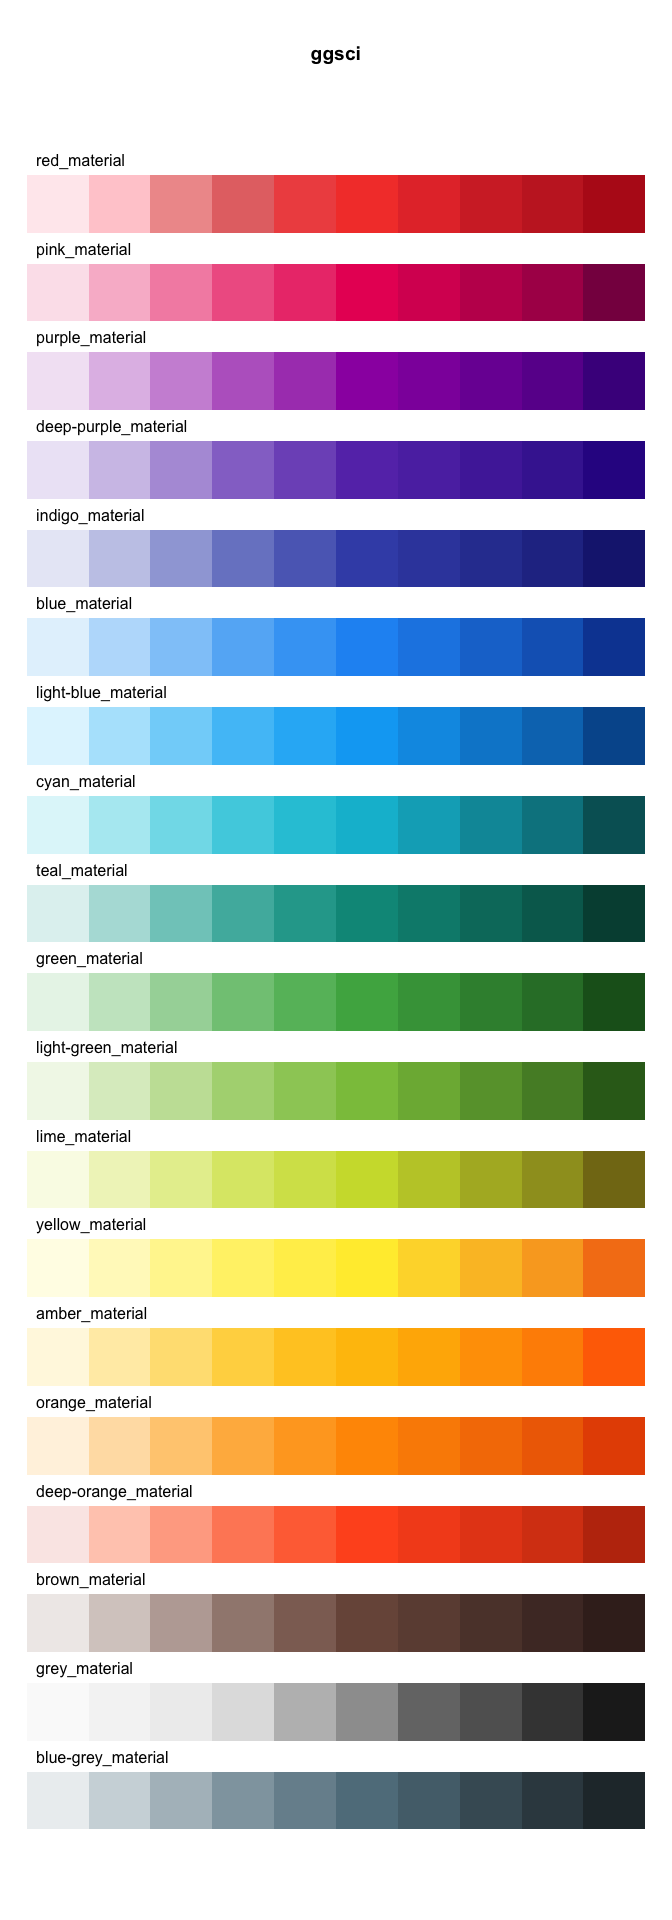 ggsci
red_material
pink_material
purple_material
deep-purple_material
indigo_material
blue_material
light-blue_material
cyan_material
teal_material
green_material
light-green_material
lime_material
yellow_material
amber_material
orange_material
deep-orange_material
brown_material
grey_material
blue-grey_material